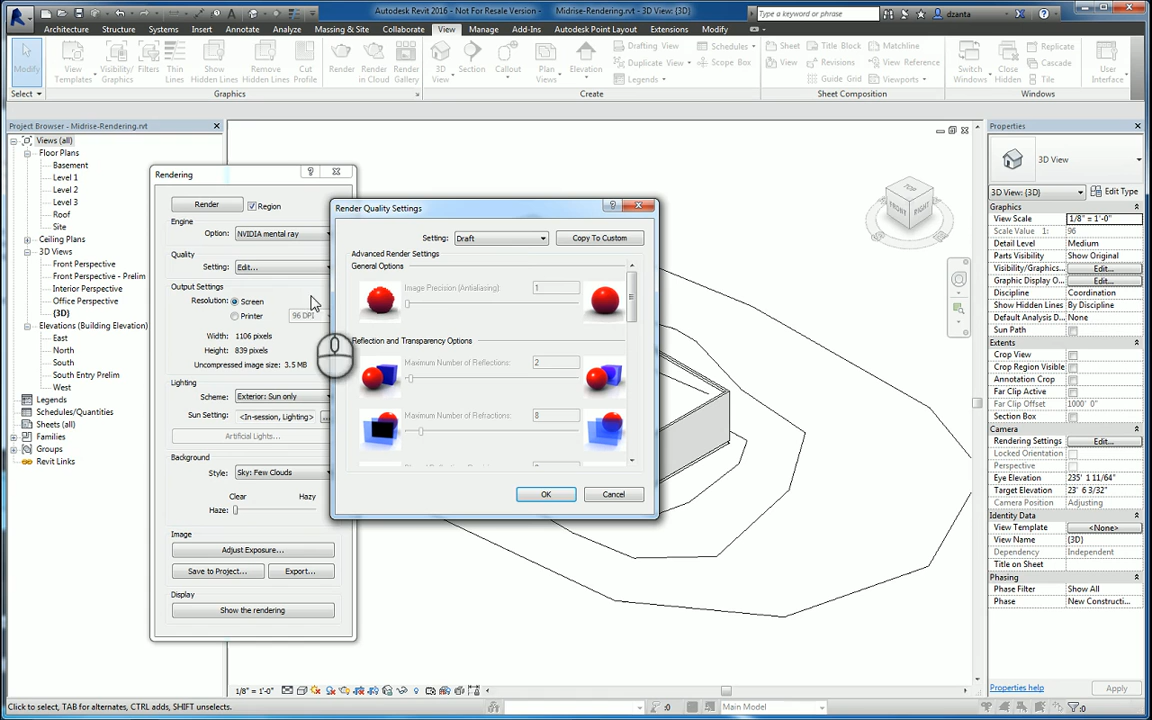 Autodesk Revit 2016 - Not For Resale Version - Midrise-Rendering.rvt - 3D View: {3D}
Type a keyword or phrase
dzanta
Architecture Structure Systems Insert Annotate Analyze Massing & Site Collaborate View Manage Add-Ins Autodesk Point Layout Extensions Modify
Modify
View Templates
Visibility/ Graphics
Filters
Thin Lines
Show Hidden Lines
Remove Hidden Lines
Cut Profile
Render
Render in Cloud
Render Gallery
3D View
Section
Callout
Plan Views
Elevation
Drafting View
Duplicate View
Legends
Schedules
Scope Box
Sheet
View
Title Block
Revisions
Guide Grid
Matchline
View Reference
Viewports
Switch Windows
Close Hidden
Replicate
Cascade
Tile
User Interface
Select Graphics Create Sheet Composition Windows
Project Browser - Midrise-Rendering.rvt
Views (all)
Floor Plans
Basement
Level 1
Level 2
Level 3
Roof
Site
Ceiling Plans
3D Views
Front Perspective
Front Perspective - Prelim
Interior Perspective
Office Perspective
{3D}
Elevations (Building Elevation)
East
North
South
South Entry Prelim
West
Legends
Schedules/Quantities
Sheets (all)
Families
Groups
Revit Links
Rendering
Render
Region
Engine
Option: NVIDIA mental ray
Quality
Setting: Edit...
Output Settings
Resolution: Screen
Printer 96 DPI
Width: 1106 pixels
Height: 839 pixels
Uncompressed image size: 3.5 MB
Lighting
Scheme: Exterior: Sun only
Sun Setting: <In-session, Lighting>
Artificial Lights...
Background
Style: Sky: Few Clouds
Clear Hazy
Haze:
Image
Adjust Exposure...
Save to Project... Export...
Display
Show the rendering
Render Quality Settings
Setting: Draft Copy To Custom
Advanced Render Settings
General Options
Image Precision (Antialiasing) 1
Reflection and Transparency Options
Maximum Number of Reflections 2
Maximum Number of Refractions 8
OK Cancel
TOP
FRONT RIGHT
Properties
3D View
3D View: {3D} Edit Type
Graphics
View Scale 1/8" = 1'-0"
Scale Value 1: 96
Detail Level Medium
Parts Visibility Show Original
Visibility/Graphics... Edit...
Graphic Display O... Edit...
Discipline Coordination
Show Hidden Lines By Discipline
Default Analysis D... None
Sun Path
Extents
Crop View
Crop Region Visible
Annotation Crop
Far Clip Active
Far Clip Offset 1000' 0"
Section Box
Camera
Rendering Settings Edit...
Locked Orientation
Perspective
Eye Elevation 235' 1 11/64"
Target Elevation 23' 6 3/32"
Camera Position Adjusting
Identity Data
View Template <None>
View Name {3D}
Dependency Independent
Title on Sheet
Phasing
Phase Filter Show All
Phase New Constructi...
Properties help Apply
1/8" = 1'-0"
Click to select, TAB for alternates, CTRL adds, SHIFT unselects.
:0
Main Model
:0